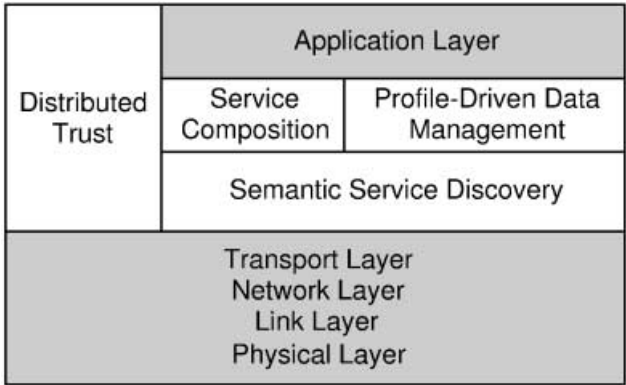 Distributed
Trust
Application Layer
Service
Composition
Profile-Driven Data
Management
Semantic Service Discovery
Transport Layer
Network Layer
Link Layer
Physical Layer